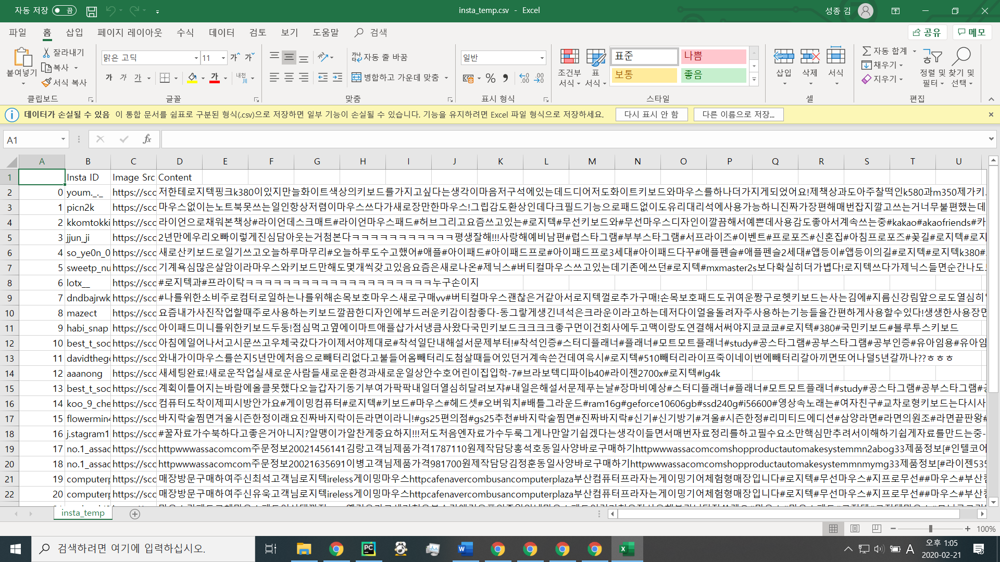 자동 저장 끔 insta_temp.csv - Excel 성종 김
파일 홈 삽입 페이지 레이아웃 수식 데이터 검토 보기 도움말 검색 공유 메모
붙여넣기 잘라내기 복사 서식 복사
맑은 고딕 11 가 가
가 가 가 가 내천
자동 줄 바꿈
병합하고 가운데 맞춤
일반
조건부 서식 표 서식
표준 나쁨
보통 좋음
삽입 삭제 서식
자동 합계 채우기 지우기
정렬 및 필터 찾기 및 선택
클립보드 글꼴 맞춤 표시 형식 스타일 셀 편집
데이터가 손실될 수 있음 이 통합 문서를 쉼표로 구분된 형식(.csv)으로 저장하면 일부 기능이 손실될 수 있습니다. 기능을 유지하려면 Excel 파일 형식으로 저장하세요. 다시 표시 안 함 다른 이름으로 저장...
A1 fx
A B C D E F G H I J K L M N O P Q R S T U
1 Insta ID Image Src Content
2 0 youm._._ https://scc 저한테로지텍핑크k380이있지만늘화이트색상의키보드를가지고싶다는생각이마음저구석에있는데드디어저도화이트키보드와마우스를하나더가지게되었어요!제책상과도아주찰떡인k580과m350제가키
3 1 picn2k https://scc 마우스없이는노트북못쓰는일인항상저렴이마우스쓰다가새로장만한마우스!그립감도환상인데다크필드기능으로패드없이도유리대리석에사용가능하니진짜가장편해매번잡지깔고쓰는거너무불편했는데
4 2 kkomtokki https://scc 라이언으로채워본책상#라이언데스크매트#라이언마우스패드#허브그리고요즘쓰고있는#로지텍#무선키보드와#무선마우스디자인이깔끔해서예쁜데사용감도좋아서계속쓰는중#kakao#akaofriends#카
5 3 jjun_ji https://scc 2년만에우리오빠이렇게진심담아웃는거첨본다ㅋㅋㅋㅋㅋㅋㅋㅋㅋㅋㅋ평생잘해!!!사랑해예비남편#럽스타그램#부부스타그램#서프라이즈#이벤트#프로포즈#신혼집#아침프로포즈#꽃길#로지텍#로지
6 4 so_ye0n_0 https://scc 새로산키보드로일기쓰고오늘하루마무리#오늘하루도수고했어#애플#아이패드#아이패드프로#아이패드프로3세대#아이패드다꾸#애플펜슬#애플펜슬2세대#앱등이#앱등이의길#로지텍#로지텍k380#
7 5 sweetp_nu https://scc 기계욕심많은살암이라마우스와키보드만해도몇개씩갖고있음요즘은새로나온#제닉스#버티컬마우스쓰고있는데기존에쓰던#로지텍#mxmaster2s보다확실히더가볍다!로지텍쓰다가제닉스들면순간나도
8 6 lotx__ https://scc #로지텍과#프라이탁ㅋㅋㅋㅋㅋㅋㅋㅋㅋㅋㅋㅋㅋㅋㅋㅋㅋㅋㅋㅋ누구손이지
9 7 dndbajrwk https://scc #나를위한소비주로컴터로일하는나를위해손목보호마우스새로구매vv#버티컬마우스괜찮은거같아서로지텍껄로추가구매!손목보호패드도귀여운짱구로헷키보드는사는김에#지름신강림앞으로도열심히
10 8 mazect https://scc 요즘내가사진작업할때주로사용하는키보드깔끔한디자인에부드러운키감이참좋다-동그랗게생긴녀석은크라운이라고하는데저다이얼을돌려자주사용하는기능들을간편하게사용할수있다!생생한사용장면
11 9 habi_snap https://scc 아이패드미니를위한키보드두둥!점심먹고옆에이마트애플샵가서냉큼사왔다국민키보드크크크크좋구먼이건회사에두고맥이랑도연결해서써야지쿄쿄쿄#로지텍#380#국민키보드#블루투스키보드
12 10 best_t_soc https://scc 아침에일어나서고시문쓰고우체국갔다가이제서야제대로#착석일단내해설서문제부터!#착석인증#스터디플래너#플래너#모트모트플래너#study#공스타그램#공부스타그램#공부인증#유아임용#유아임
13 11 davidthego https://scc 와내가이마우스를쓴지5년만에처음으로빼터리없다고불들어옴빼터리도첨살때들어있던거계속쓴건데여윽시#로지텍#510빼터리라이프죽이네이번에빼터리갈아끼면또어나덜5년갈까나??ㅎㅎㅎ
14 12 aaanong https://scc 새세팅완료!새로운작업실새로운사람들새로운환경과새로운일상안수호어린이집입학-7#브라보텍디파이b40#라이젠2700x#로지텍#lg4k
15 13 best_t_soc https://scc 계획이틀어지는바람에올클못했다오늘갑자기동기부여가팍팍내일더열심히달려보쟈#내일은해설서문제푸는날#장마비예상#스터디플래너#플래너#모트모트플래너#study#공스타그램#공부스타그램#
16 14 koo_9_che https://scc 컴퓨터도착이제피시방안가요#게이밍컴퓨터#로지텍#키보드#마우스#헤드셋#오버워치#배틀그라운드#ram16g#geforce10606gb#ssd240g#i56600#영상속노래는#여자친구#교차로형키보드는다시사
17 15 flowermin4 https://scc 바지락술찜면겨울시즌한정이래요진짜바지락이든라면이라니!#gs25편의점#gs25추천#바지락술찜면#진짜바지락#신기#신기방기#겨울#시즌한정#리미티드에디션#삼양라면#라면의원조#라면끝판왕#
18 16 j.stagram1 https://scc #꿀자료가수북하다고좋은거아니지?알맹이가알찬게중요하지!!!저도처음엔자료가수두룩그게나만알기쉽겠다는생각이들면서매번자료정리를하고필수요소만핵심만추려서이해하기쉽게자료를만드는중-
19 17 no.1_assac https://scc httpwwwassacomcom주문정보20021456141김랑고객님제품가격1787110원제작담당홍석호동일사양바로구매하기httpwwwassacomcomshopproductautomakesystemmn2abog33제품정보[#인텔코어
20 18 no.1_assac https://scc httpwwwassacomcom주문정보20021635691이병고객님제품가격981700원제작담당김정훈동일사양바로구매하기httpwwwassacomcomshopproductautomakesystemmnmymg33제품정보[#라이젠535
21 19 computerp https://scc 매장방문구매하여주신최석고객님로지텍ireless게이밍마우스httpcafenavercombusancomputerplaza부산컴퓨터프라자는게이밍기어체험형매장입니다#로지텍#무선마우스#지프로무선##마우스#부산컴
22 20 computerp https://scc 매장방문구매하여주신유욱고객님로지텍ireless게이밍마우스httpcafenavercombusancomputerplaza부산컴퓨터프라자는게이밍기어체험형매장입니다#로지텍#무선마우스#지프로무선##마우스#부산컴
insta_temp
100%
검색하려면 여기에 입력하십시오. A 오후 1:05
2020-02-21